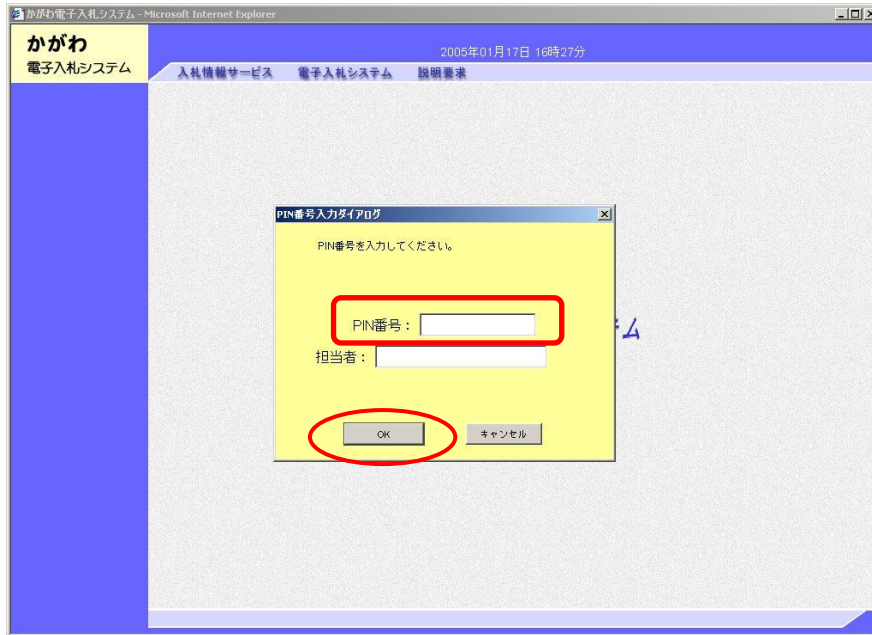 かがわ電子入札システム - Microsoft Internet Explorer
かがわ
電子入札システム
2005年01月17日 16時27分
入札情報サービス 電子入札システム 説明要求
PIN番号入力ダイアログ
PIN番号を入力してください。
PIN番号：
テム
担当者：
OK キャンセル